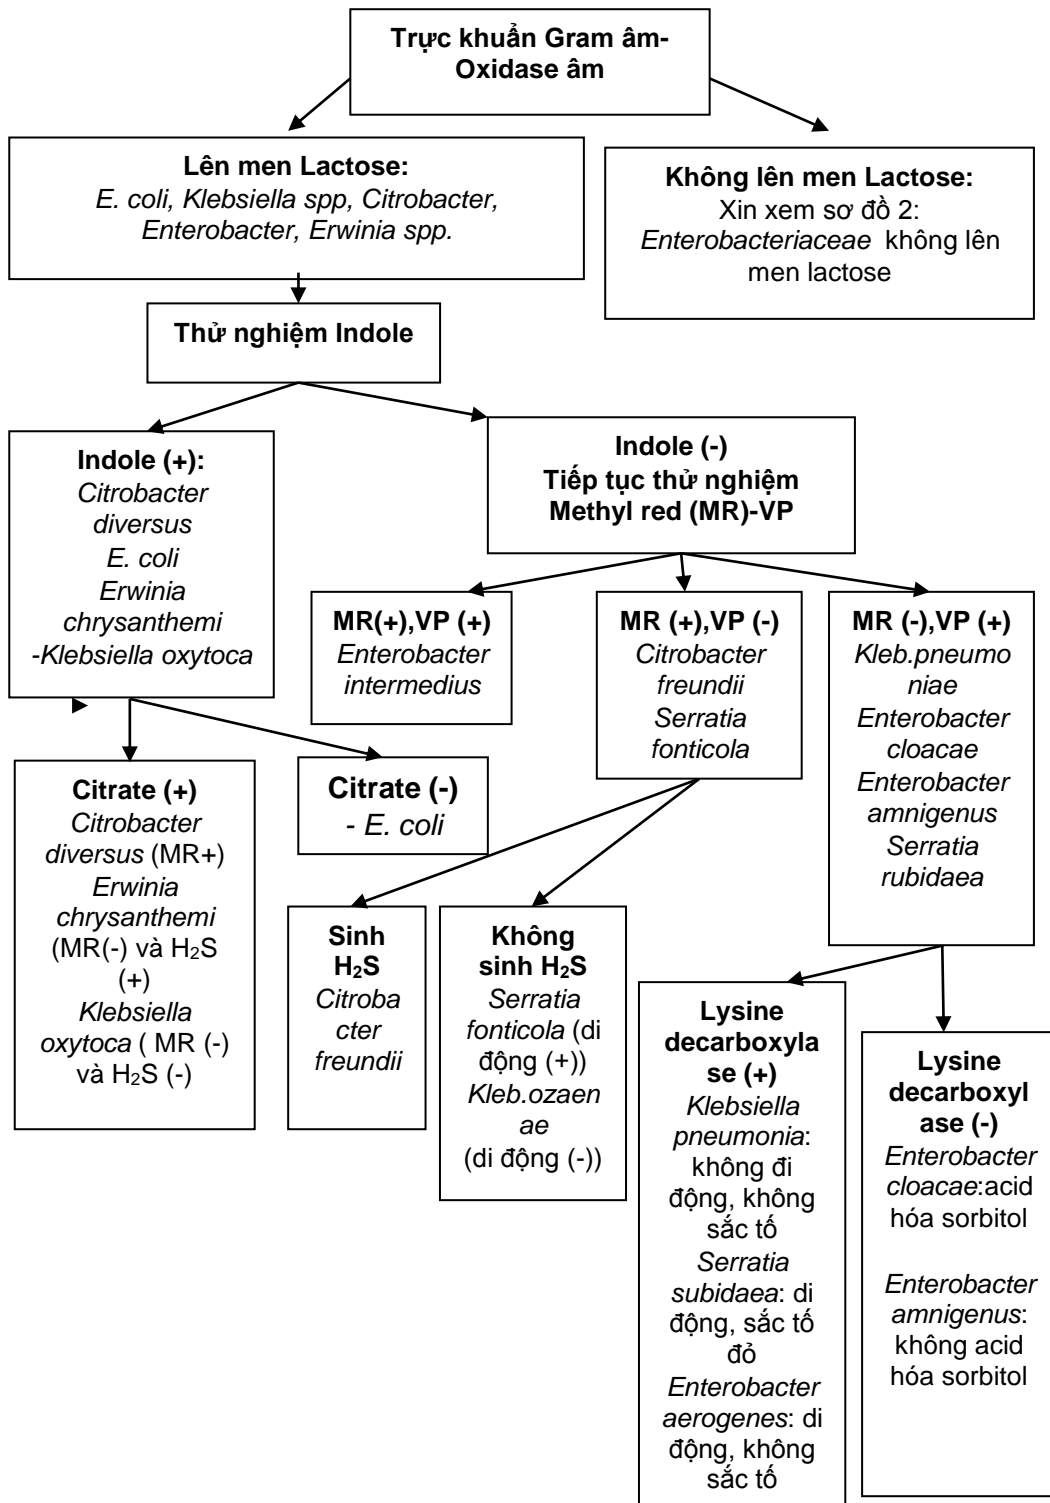 Trực khuẩn Gram âm-
Oxidase âm
Lên men Lactose:
E. coli, Klebsiella spp, Citrobacter,
Enterobacter, Erwinia spp.
Không lên men Lactose:
Xin xem sơ đồ 2:
Enterobacteriaceae không lên
men lactose
Thử nghiệm Indole
Indole (+):
Citrobacter
diversus
E. coli
Erwinia
chrysanthemi
-Klebsiella oxytoca
Indole (-)
Tiếp tục thử nghiệm
Methyl red (MR)-VP
MR(+),VP (+)
Enterobacter
intermedius
MR (+),VP (-)
Citrobacter
freundii
Serratia
fonticola
MR (-),VP (+)
Kleb.pneumo
niae
Enterobacter
cloacae
Enterobacter
amnigenus
Serratia
rubidaea
Citrate (+)
Citrobacter
diversus (MR+)
Erwinia
chrysanthemi
(MR(-) và H₂S
(+)
Klebsiella
oxytoca ( MR (-)
và H₂S (-)
Citrate (-)
- E. coli
Sinh
H₂S
Citroba
cter
freundii
Không
sinh H₂S
Serratia
fonticola (di
động (+))
Kleb.ozaen
ae
(di động (-))
Lysine
decarboxyla
se (+)
Klebsiella
pneumonia:
không đi
động, không
sắc tố
Serratia
subidaea: di
động, sắc tố
đỏ
Enterobacter
aerogenes: di
động, không
sắc tố
Lysine
decarboxyl
ase (-)
Enterobacter
cloacae:acid
hóa sorbitol
Enterobacter
amnigenus:
không acid
hóa sorbitol